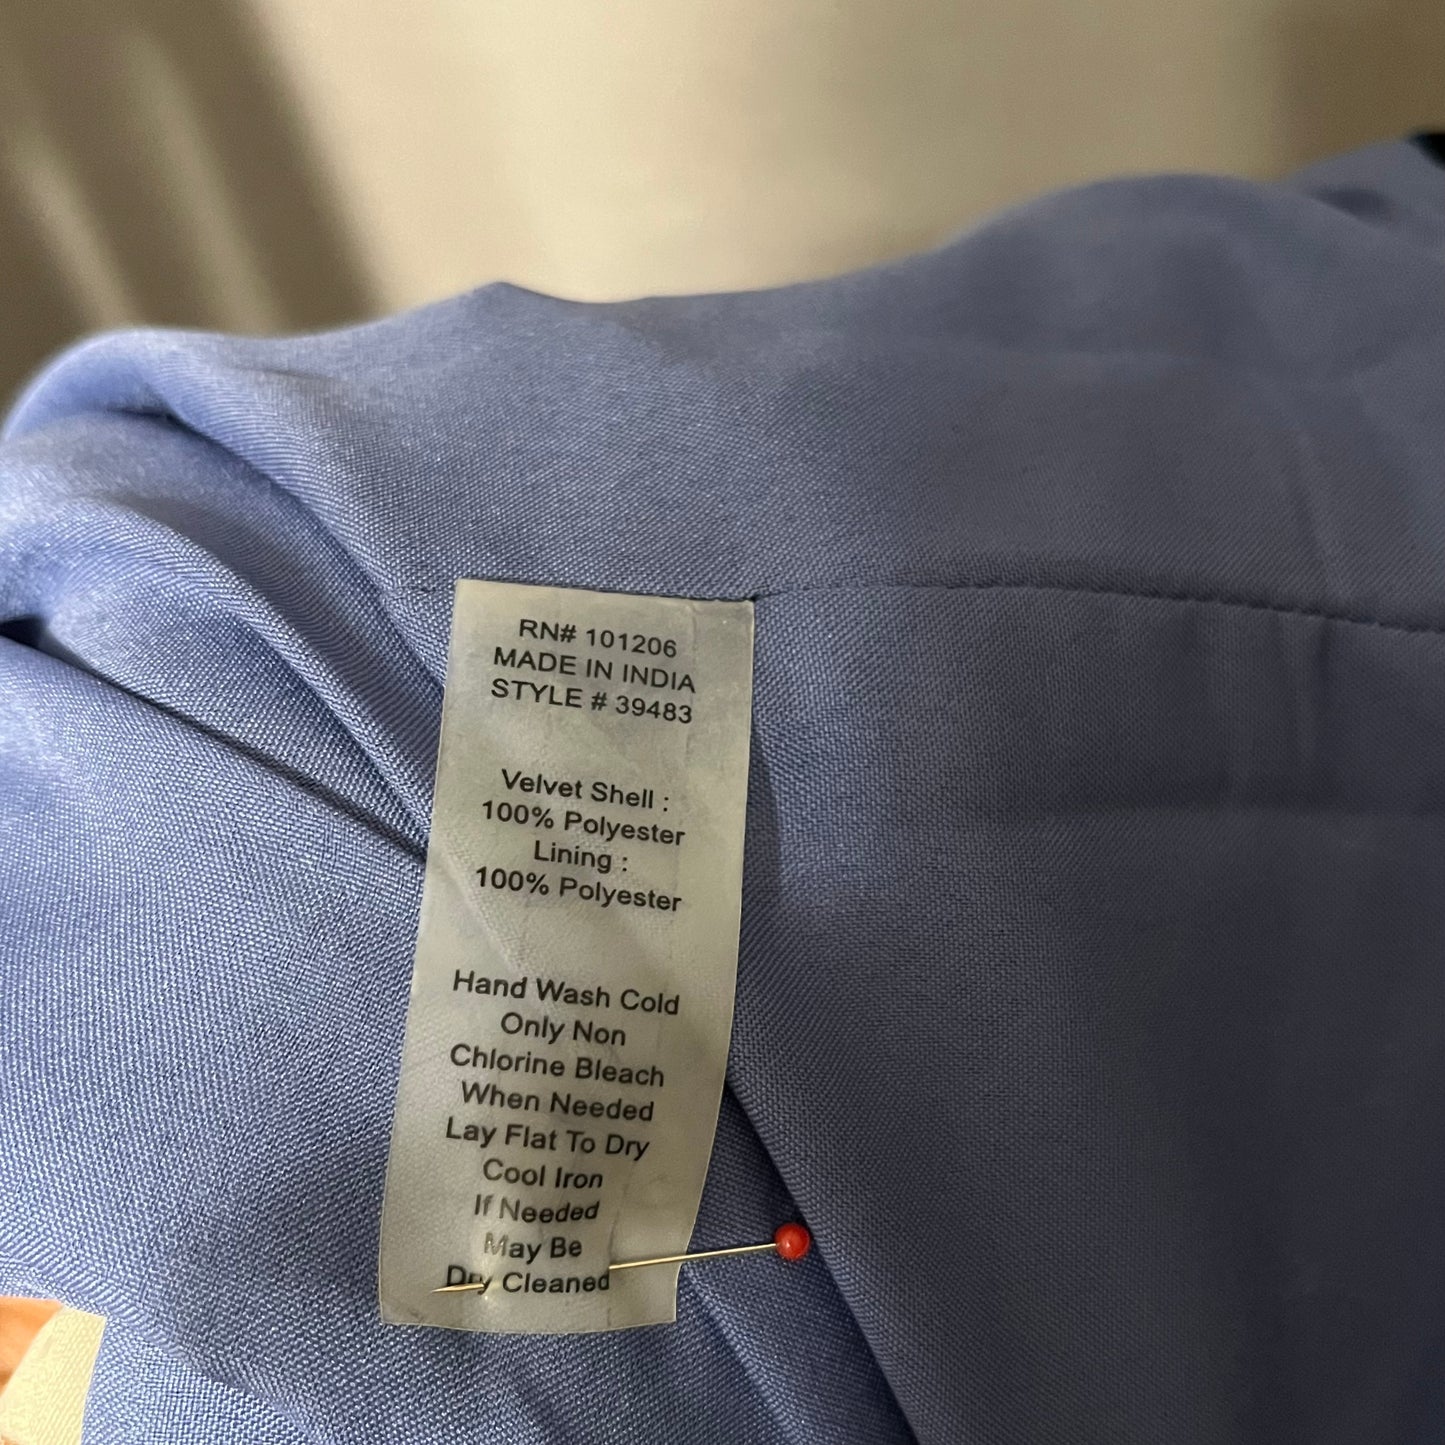 RN# 101206
MADE IN INDIA
STYLE # 39483
Velvet Shell :
100% Polyester
Lining :
100% Polyester
Hand Wash Cold
Only Non
Chlorine Bleach
When Needed
Lay Flat To Dry
Cool Iron
If Needed
May Be
Dry Cleaned